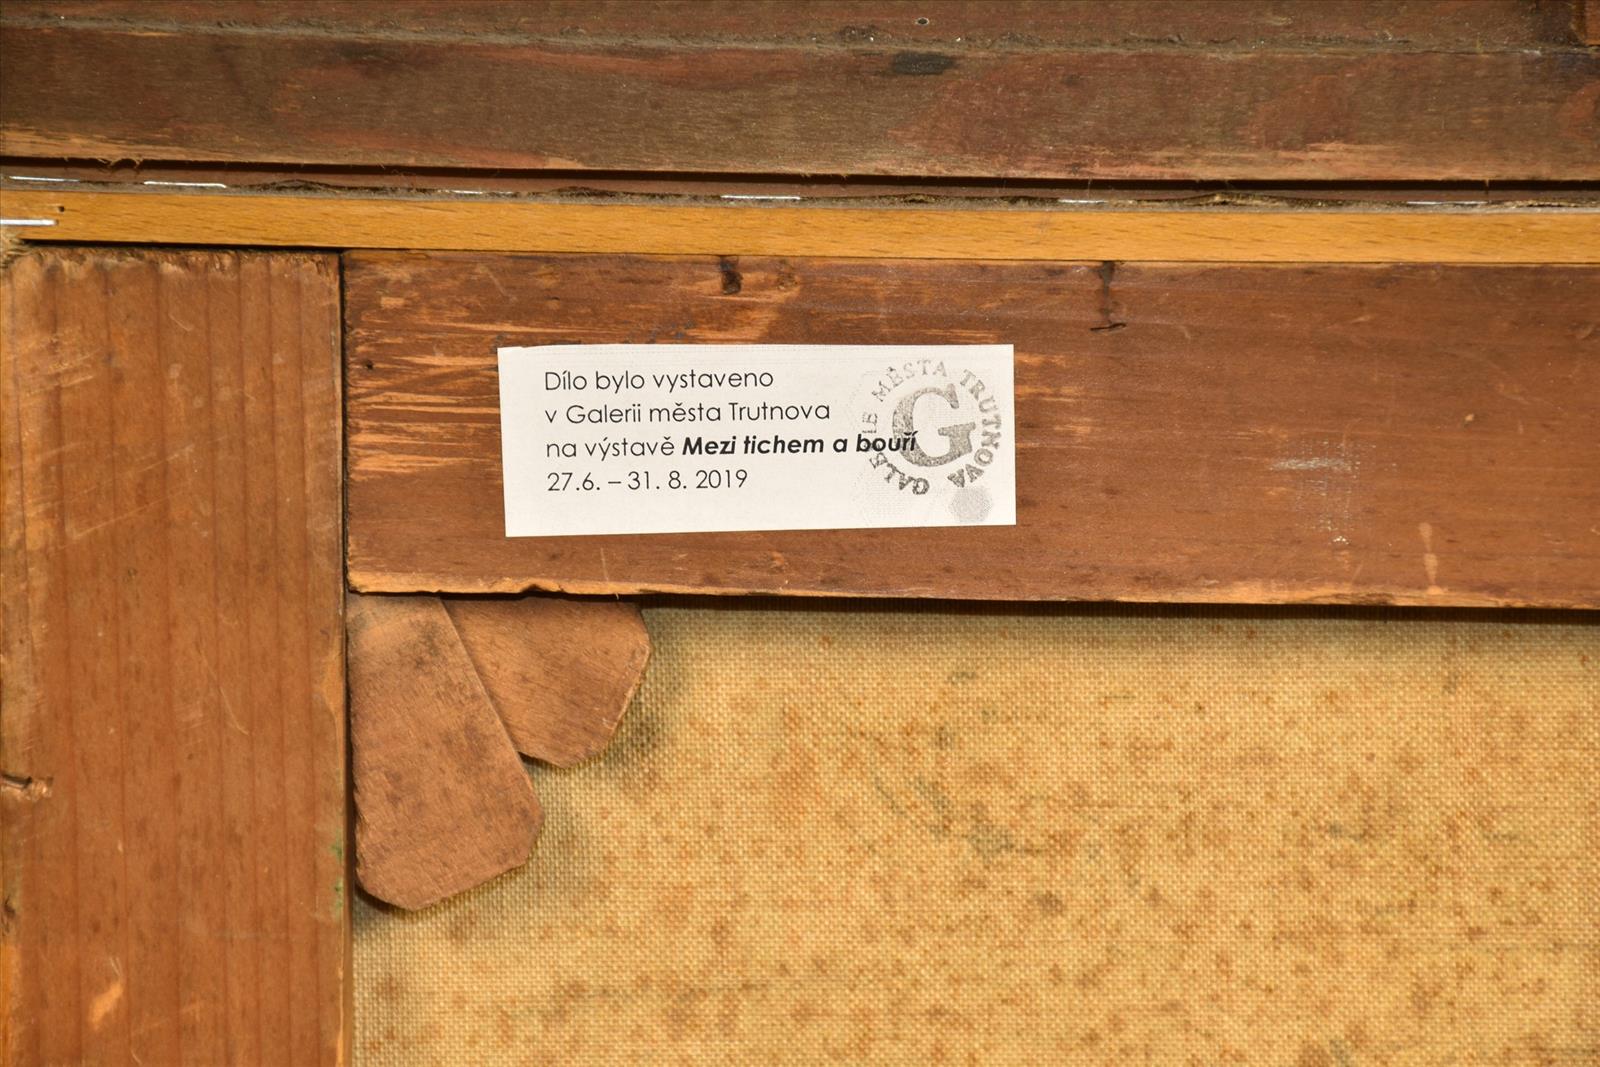 Dílo bylo vystaveno
v Galerii města Trutnova
na výstavě Mezi tichem a bouří
27.6. – 31. 8. 2019
GALERIE MĚSTA TRUTNOVA
G